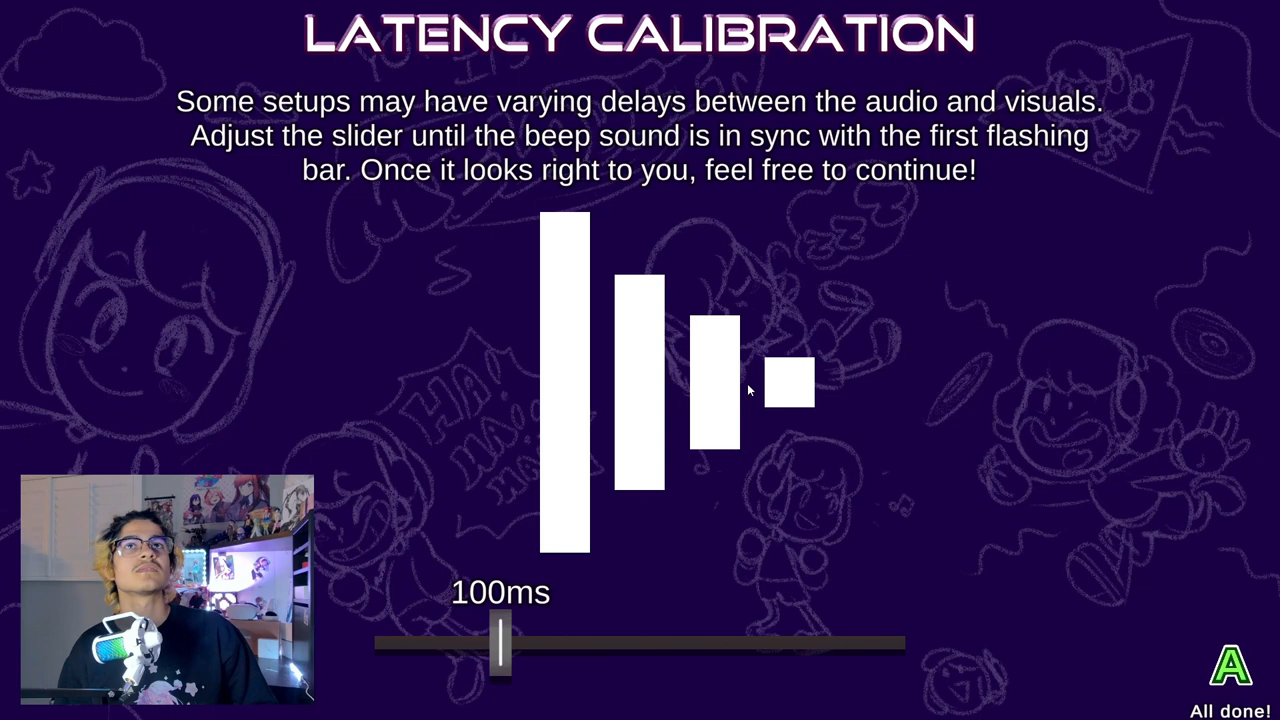 LATENCY CALIBRATION
Some setups may have varying delays between the audio and visuals.
Adjust the slider until the beep sound is in sync with the first flashing
bar. Once it looks right to you, feel free to continue!
HA!
HA!
100ms
A
All done!